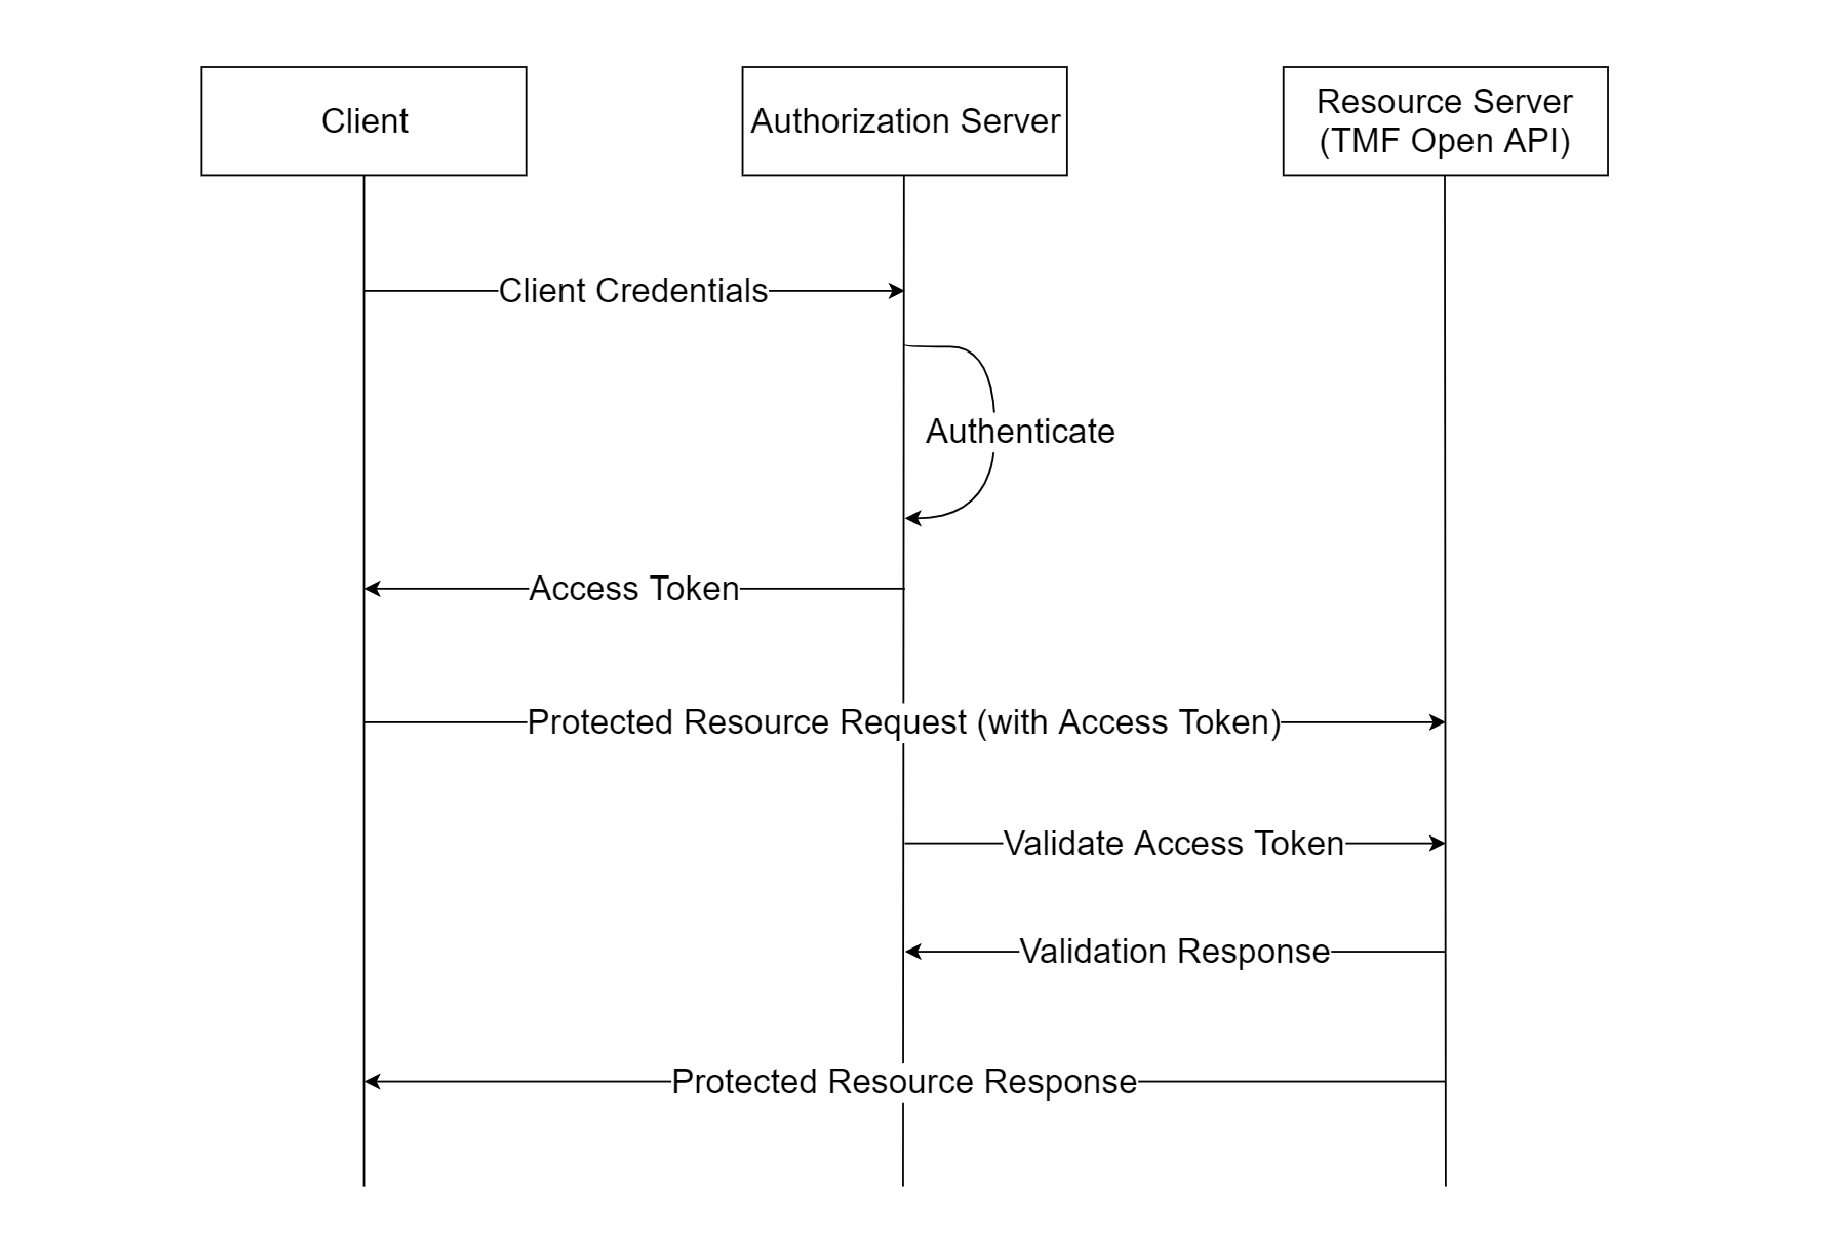 Client
Authorization Server
Resource Server
(TMF Open API)
Client Credentials
Authenticate
Access Token
Protected Resource Request (with Access Token)
Validate Access Token
Validation Response
Protected Resource Response